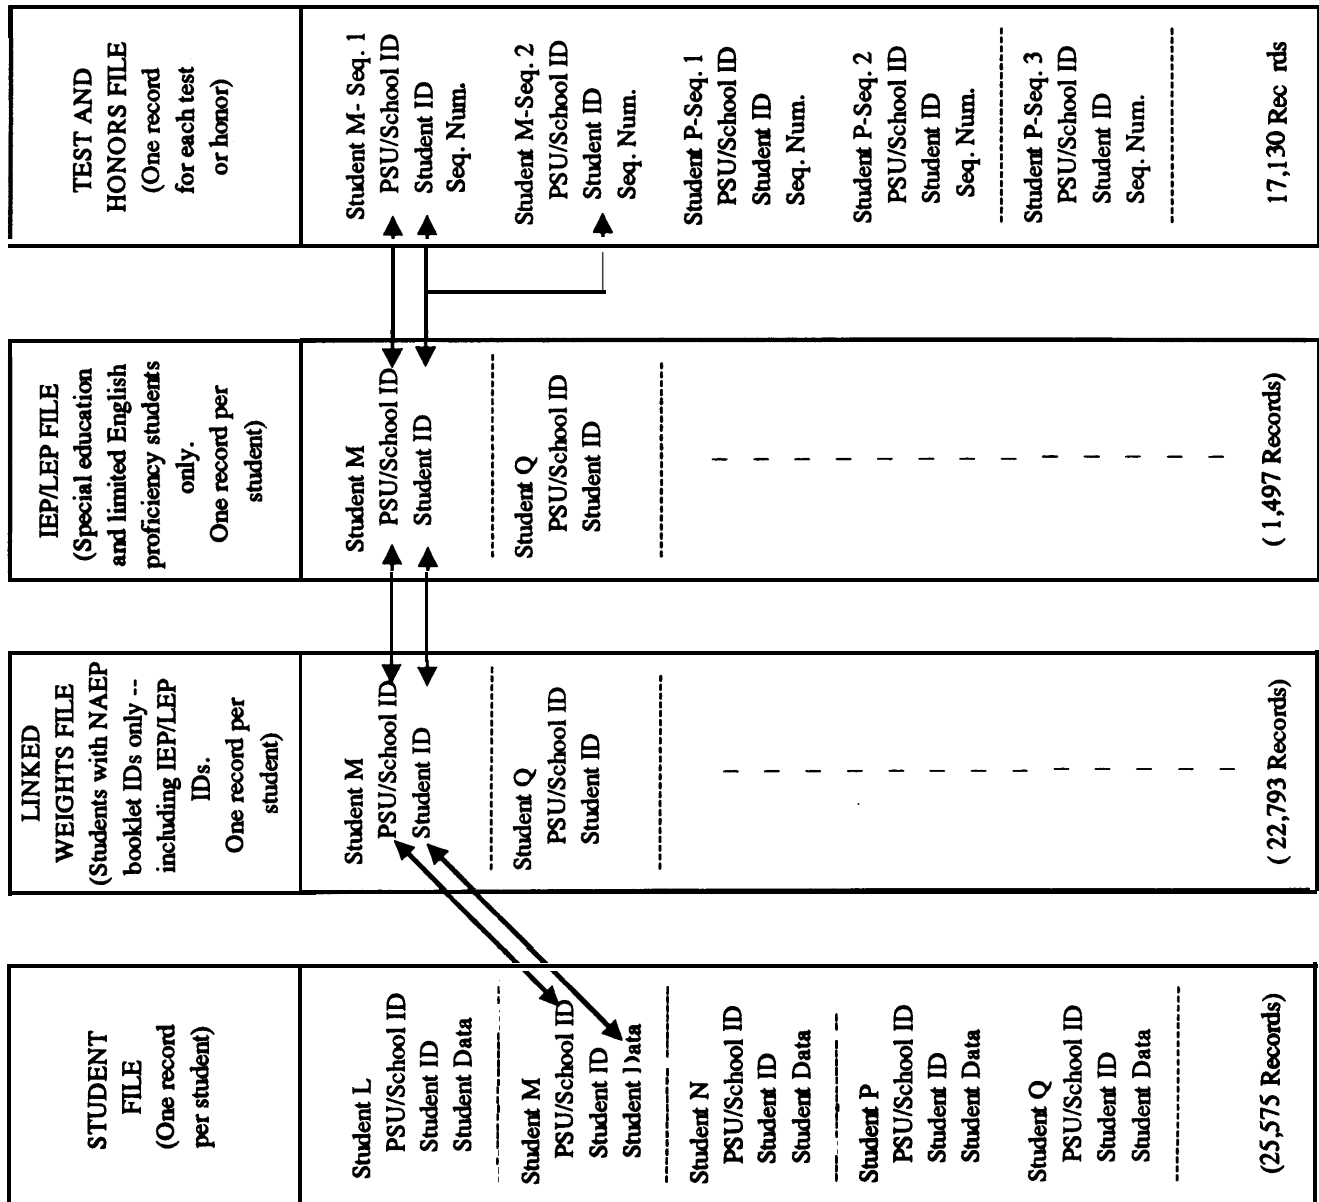 STUDENT
FILE
(One record
per student)
Student L
PSU/School ID
Student ID
Student Data
Student M
PSU/School ID
Student ID
Student Data
Student N
PSU/School ID
Student ID
Student Data
Student P
PSU/School ID
Student ID
Student Data
Student Q
PSU/School ID
Student ID
Student Data
(25,575 Records)
LINKED
WEIGHTS FILE
(Students with NAEP
booklet IDs only --
including IEP/LEP
IDs.
One record per
student)
Student M
PSU/School ID
Student ID
Student Q
PSU/School ID
Student ID
( 22,793 Records)
IEP/LEP FILE
(Special education
and limited English
proficiency students
only.
One record per
student)
Student M
PSU/School ID
Student ID
Student Q
PSU/School ID
Student ID
( 1,497 Records)
TEST AND
HONORS FILE
(One record
for each test
or honor)
Student M- Seq. 1
PSU/School ID
Student ID
Seq. Num.
Student M-Seq. 2
PSU/School ID
Student ID
Seq. Num.
Student P-Seq. 1
PSU/School ID
Student ID
Seq. Num.
Student P-Seq. 2
PSU/School ID
Student ID
Seq. Num.
Student P-Seq. 3
PSU/School ID
Student ID
Seq. Num.
17,130 Rec rds